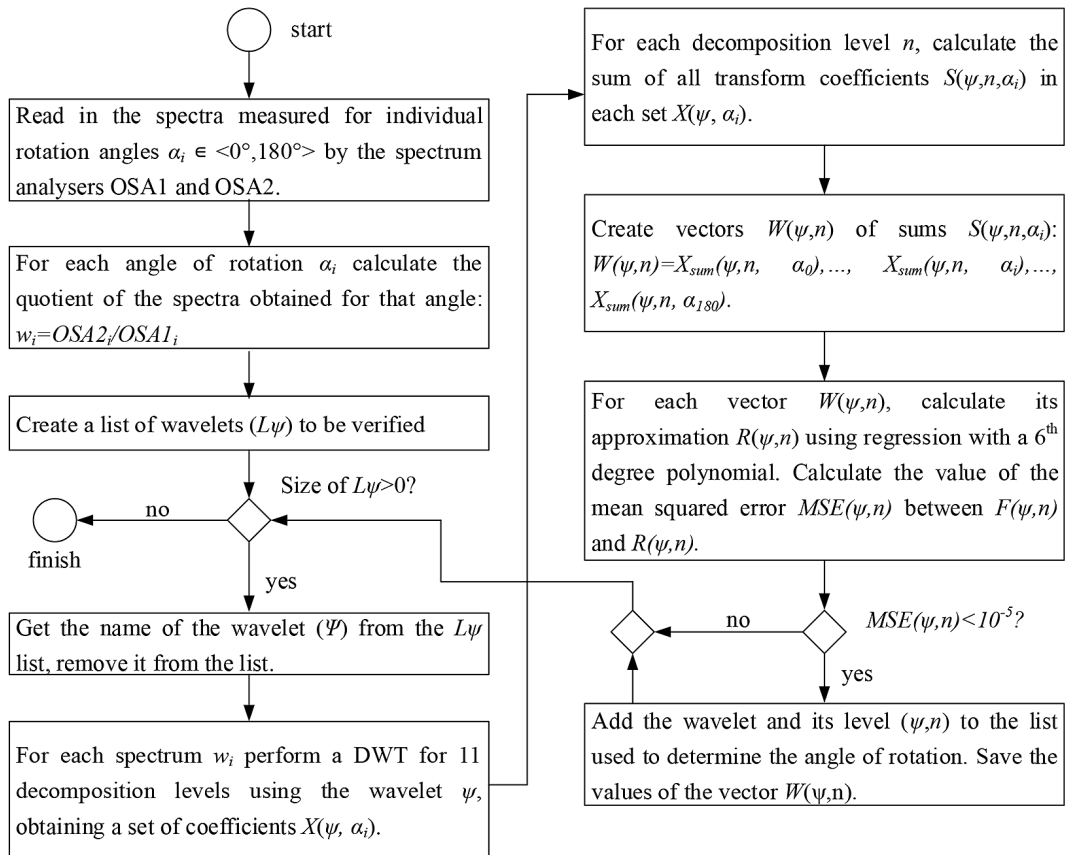 start
Read in the spectra measured for individual
rotation angles αᵢ ∈ <0°,180°> by the spectrum
analysers OSA1 and OSA2.
For each angle of rotation αᵢ calculate the
quotient of the spectra obtained for that angle:
wᵢ=OSA2ᵢ/OSA1ᵢ
Create a list of wavelets (Lψ) to be verified
Size of Lψ>0?
no
finish
yes
Get the name of the wavelet (Ψ) from the Lψ
list, remove it from the list.
For each spectrum wᵢ perform a DWT for 11
decomposition levels using the wavelet ψ,
obtaining a set of coefficients X(ψ, αᵢ).
For each decomposition level n, calculate the
sum of all transform coefficients S(ψ,n,αᵢ) in
each set X(ψ, αᵢ).
Create vectors W(ψ,n) of sums S(ψ,n,αᵢ):
W(ψ,n)=Xₛᵤₘ(ψ,n, α₀),..., Xₛᵤₘ(ψ,n, αᵢ),...,
Xₛᵤₘ(ψ,n, α₁₈₀).
For each vector W(ψ,n), calculate its
approximation R(ψ,n) using regression with a 6ᵗʰ
degree polynomial. Calculate the value of the
mean squared error MSE(ψ,n) between F(ψ,n)
and R(ψ,n).
MSE(ψ,n)<10⁻⁵?
no
yes
Add the wavelet and its level (ψ,n) to the list
used to determine the angle of rotation. Save the
values of the vector W(ψ,n).